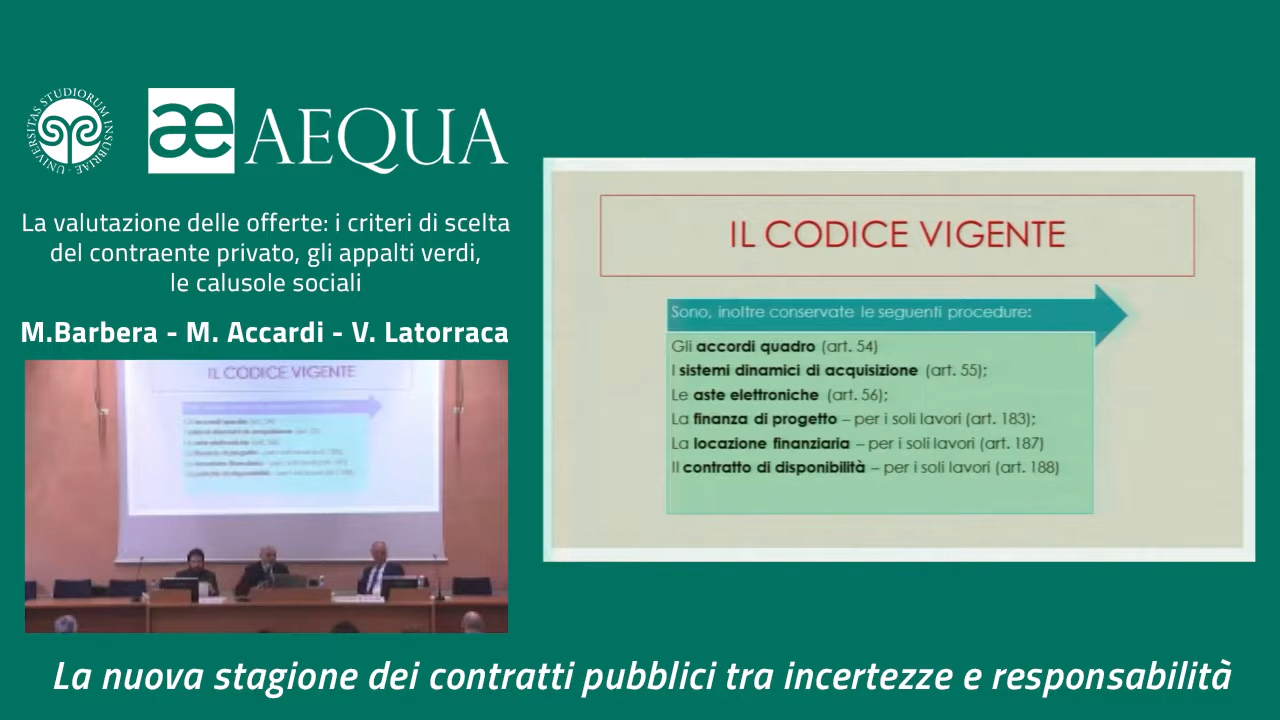 UNIVERSITAS STUDIORUM INSUBRIAE
æ AEQUA
La valutazione delle offerte: i criteri di scelta
del contraente privato, gli appalti verdi,
le calusole sociali
M.Barbera - M. Accardi - V. Latorraca
IL CODICE VIGENTE
IL CODICE VIGENTE
Sono, inoltre conservate le seguenti procedure:
Gli accordi quadro (art. 54)
I sistemi dinamici di acquisizione (art. 55);
Le aste elettroniche (art. 56);
La finanza di progetto – per i soli lavori (art. 183);
La locazione finanziaria – per i soli lavori (art. 187)
Il contratto di disponibilità – per i soli lavori (art. 188)
La nuova stagione dei contratti pubblici tra incertezze e responsabilità